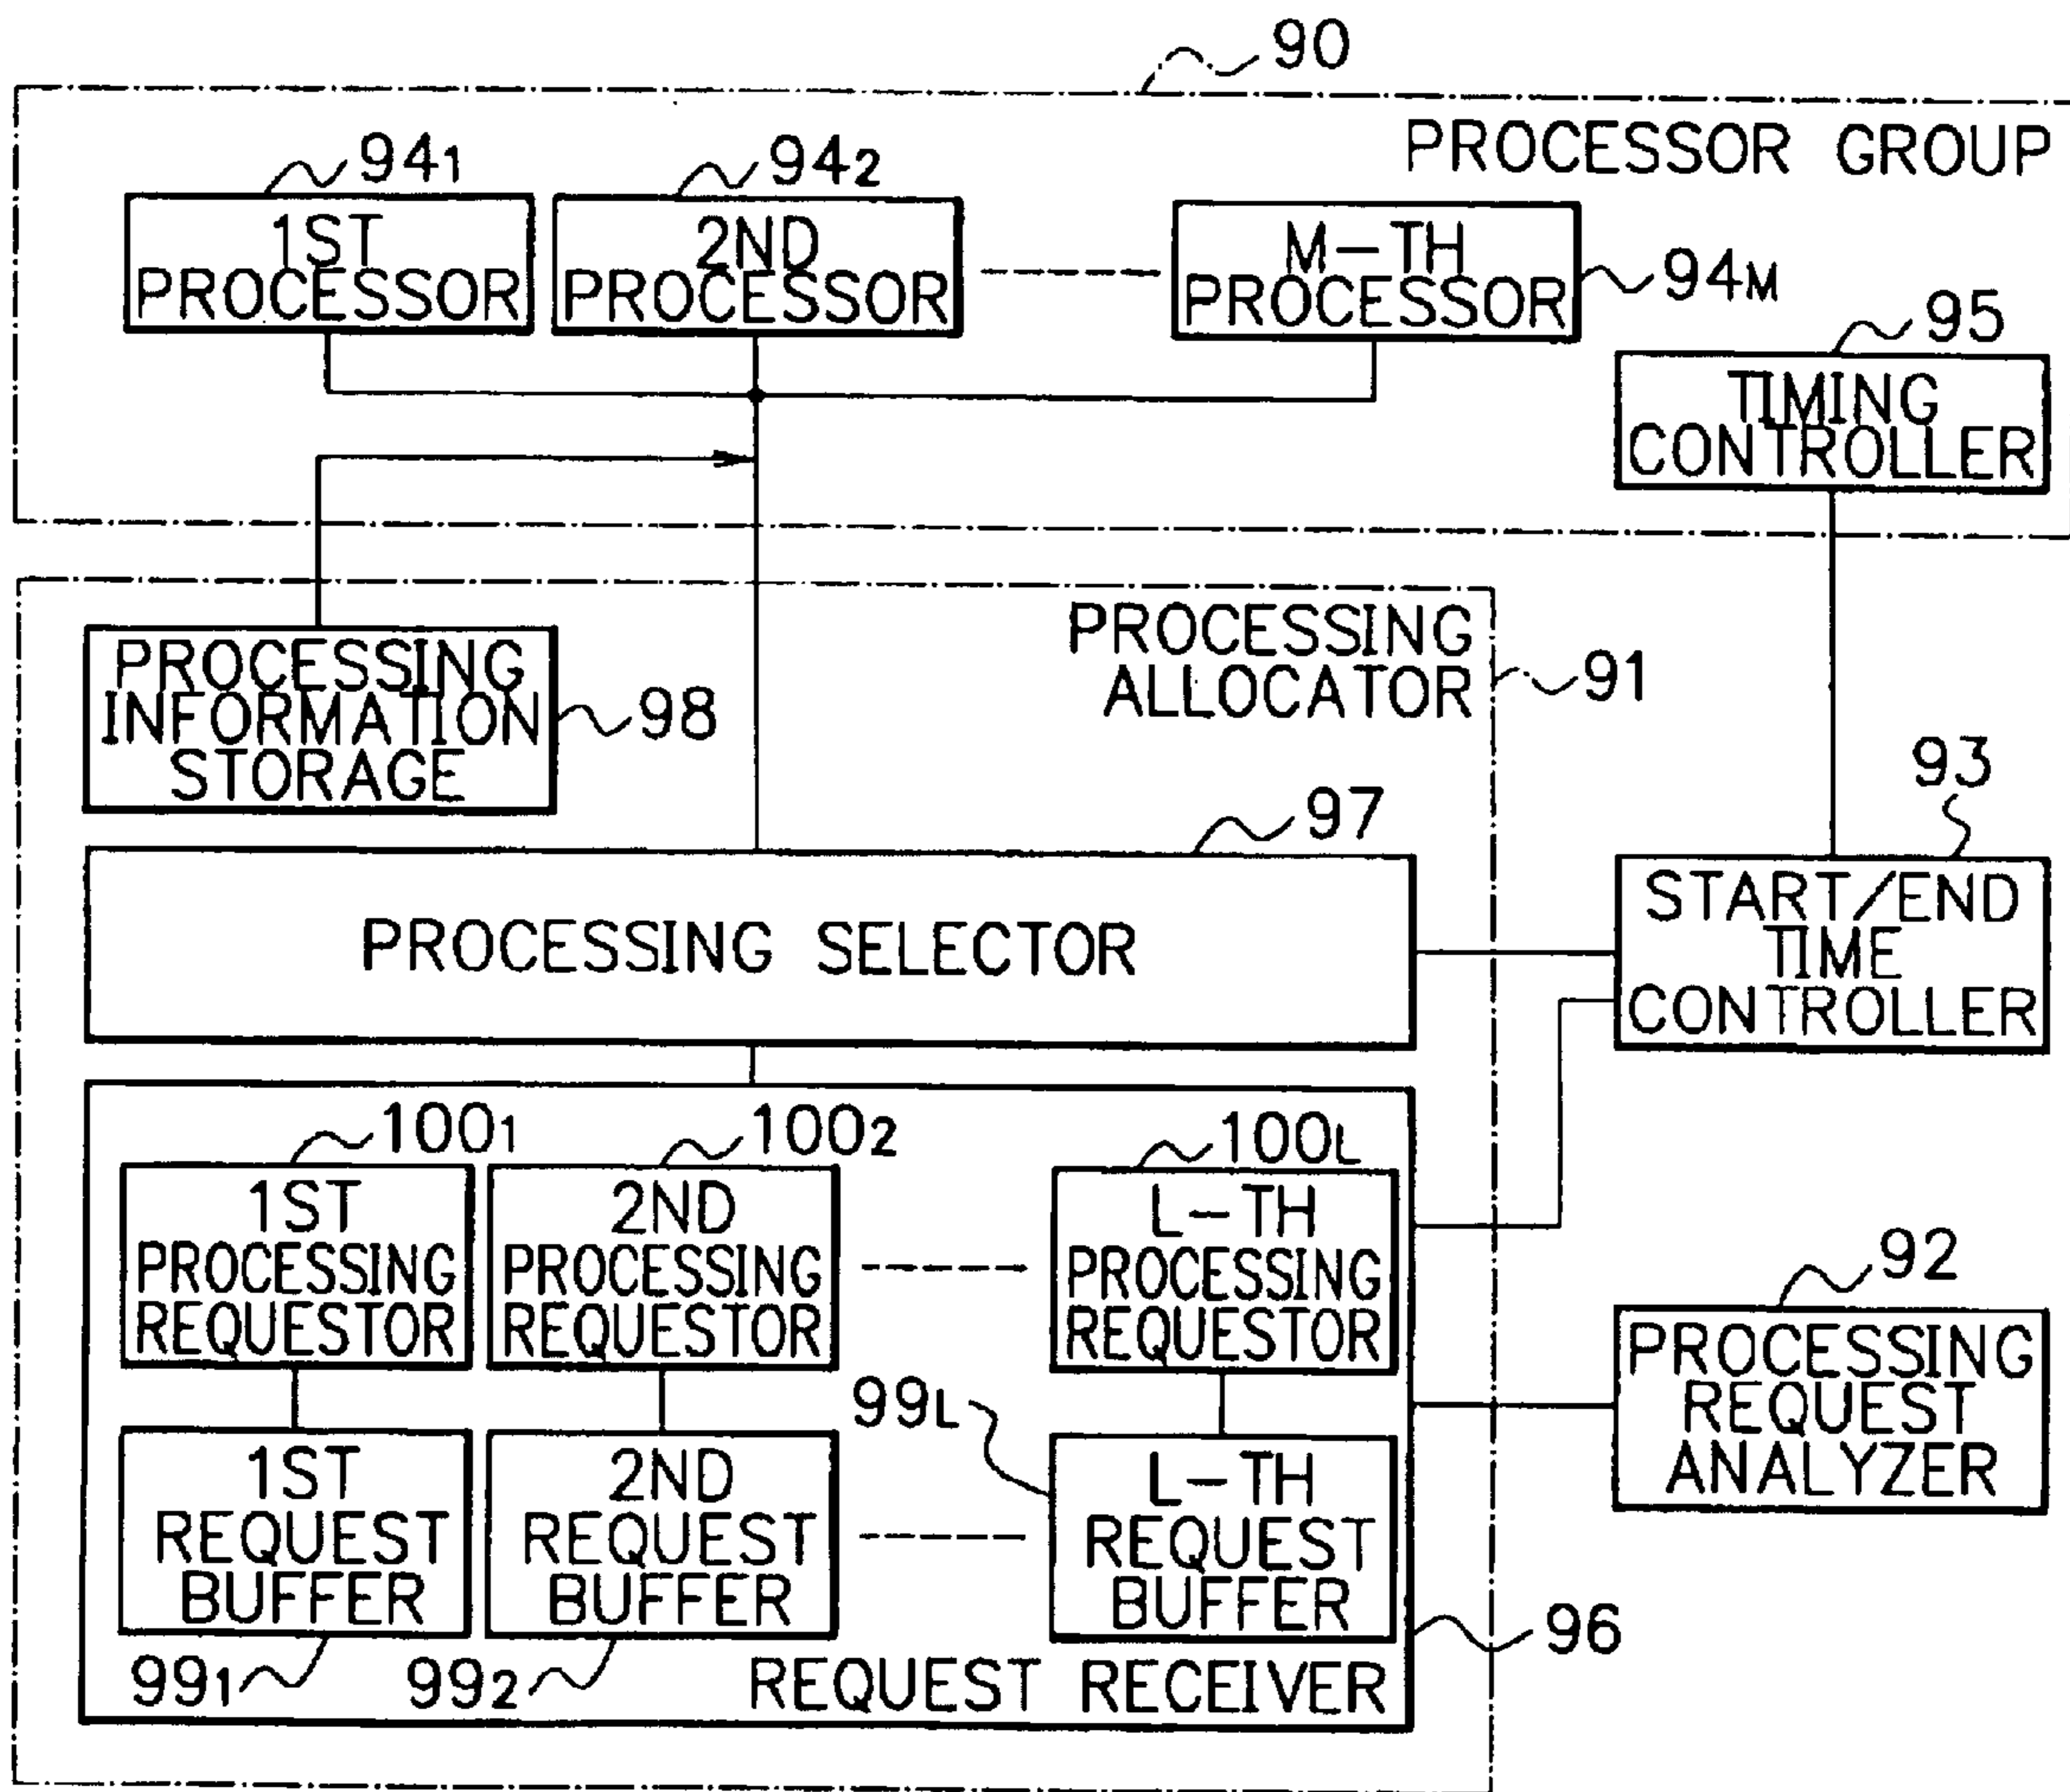 90
PROCESSOR GROUP
94₁
94₂
1ST
PROCESSOR
2ND
PROCESSOR
M-TH
PROCESSOR
94M
95
TIMING
CONTROLLER
PROCESSING
ALLOCATOR
91
PROCESSING
INFORMATION
STORAGE
98
93
97
PROCESSING SELECTOR
START/END
TIME
CONTROLLER
100₁
100₂
100L
1ST
PROCESSING
REQUESTOR
2ND
PROCESSING
REQUESTOR
L-TH
PROCESSING
REQUESTOR
92
PROCESSING
REQUEST
ANALYZER
99L
1ST
REQUEST
BUFFER
2ND
REQUEST
BUFFER
L-TH
REQUEST
BUFFER
96
99₁
99₂
REQUEST RECEIVER